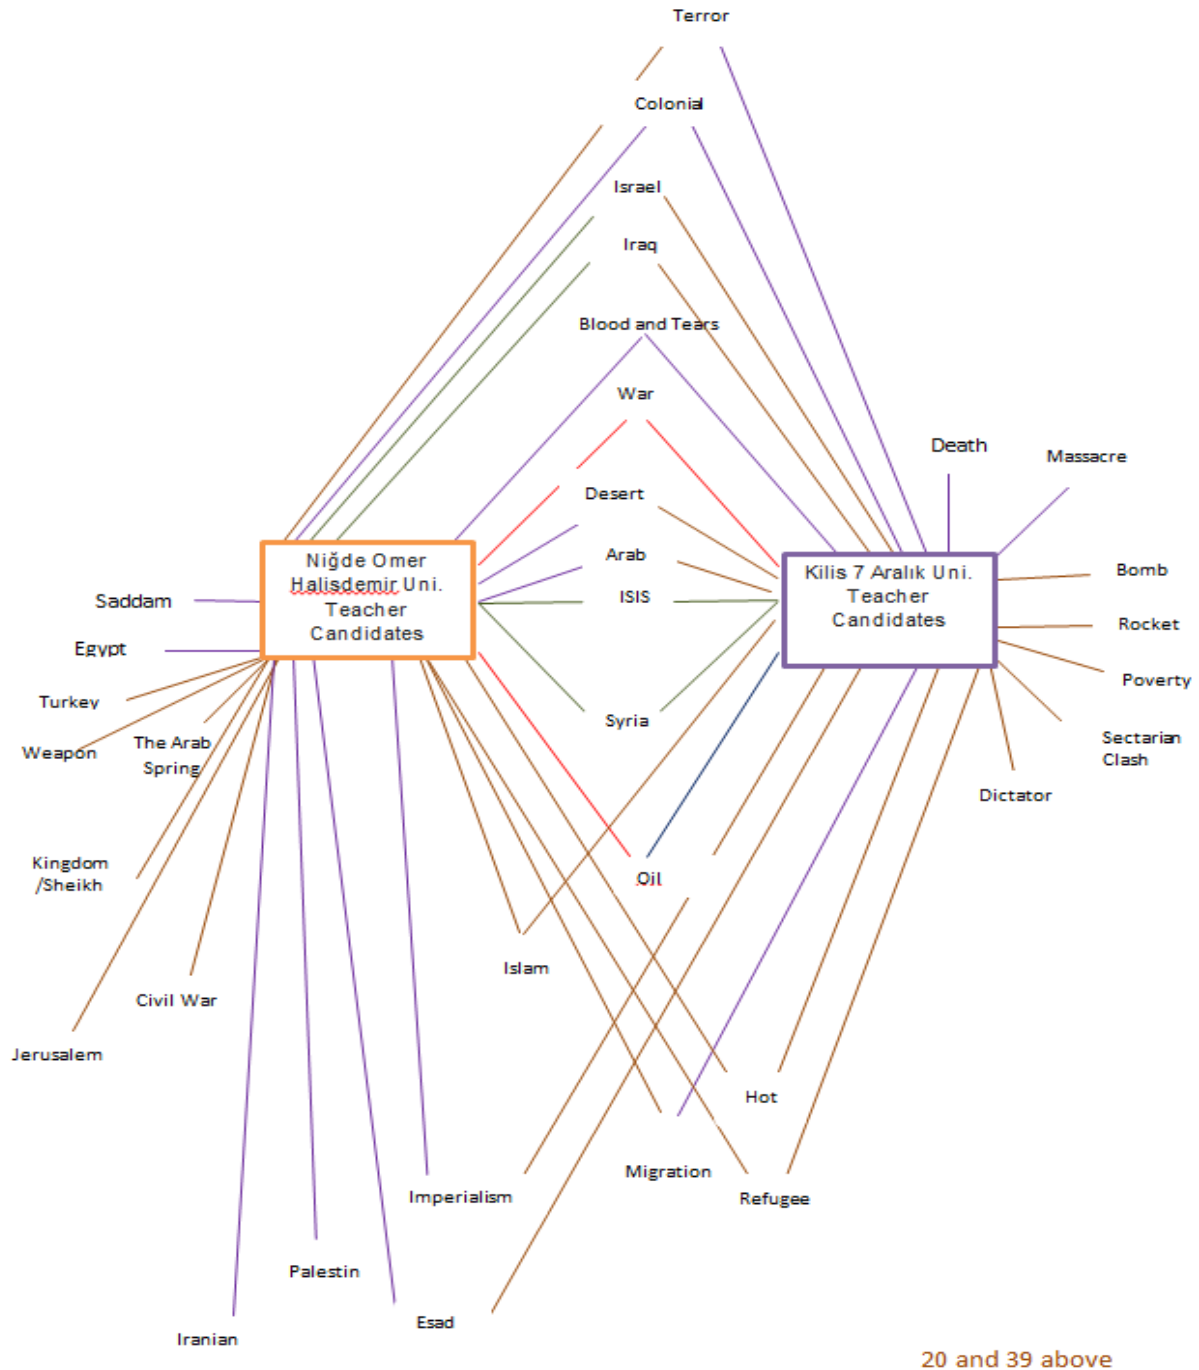 Terror
Colonial
Israel
Iraq
Blood and Tears
War
Death
Massacre
Desert
Arab
ISIS
Niğde Omer
Halisdemir Uni.
Teacher
Candidates
Kilis 7 Aralık Uni.
Teacher
Candidates
Bomb
Saddam
Rocket
Egypt
Poverty
Turkey
Syria
Weapon
The Arab
Spring
Sectarian
Clash
Dictator
Kingdom
/Sheikh
Oil
Islam
Civil War
Jerusalem
Hot
Migration
Imperialism
Refugee
Palestin
Esad
Iranian
20 and 39 above